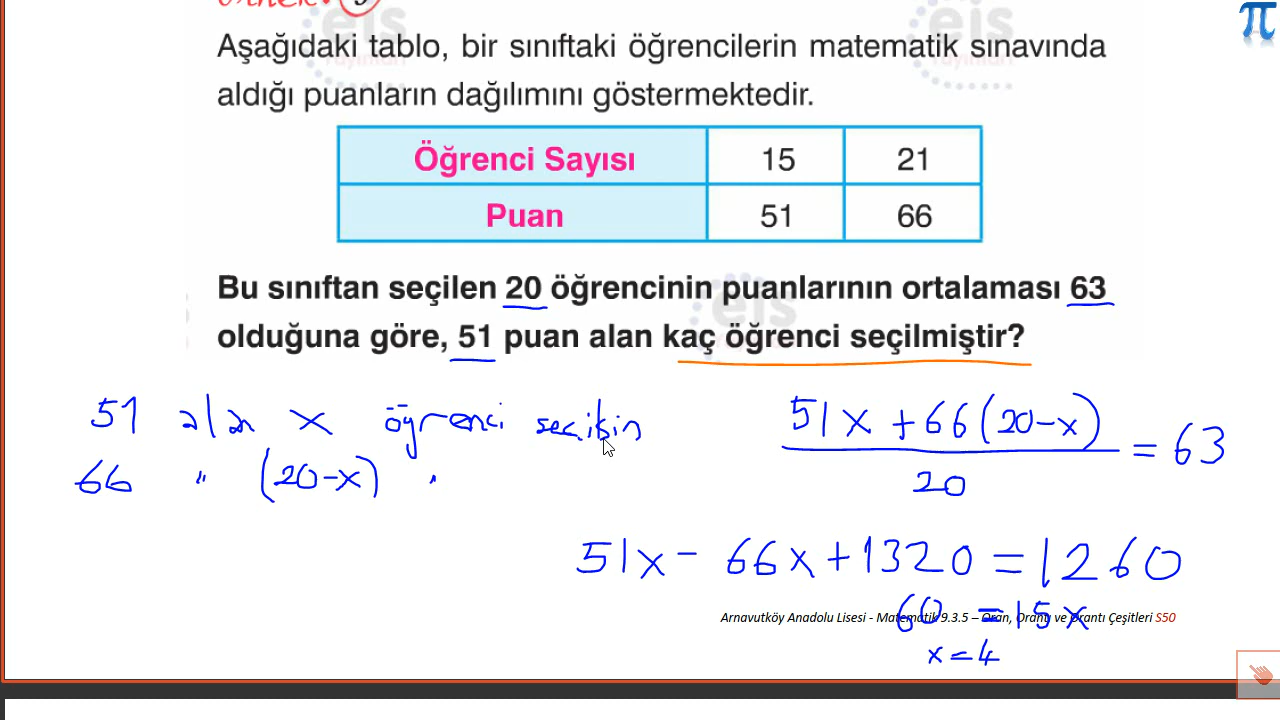 örnek: 9
Aşağıdaki tablo, bir sınıftaki öğrencilerin matematik sınavında
aldığı puanların dağılımını göstermektedir.
Öğrenci Sayısı 15 21
Puan 51 66
Bu sınıftan seçilen 20 öğrencinin puanlarının ortalaması 63
olduğuna göre, 51 puan alan kaç öğrenci seçilmiştir?
51 alan x öğrenci seçilsin
66 " (20-x) "
51x + 66(20-x) / 20 = 63
51x - 66x + 1320 = 1260
60 = 15x
Arnavutköy Anadolu Lisesi - Matematik 9.3.5 – Oran, Orantı ve Orantı Çeşitleri S50
x = 4
π
eis